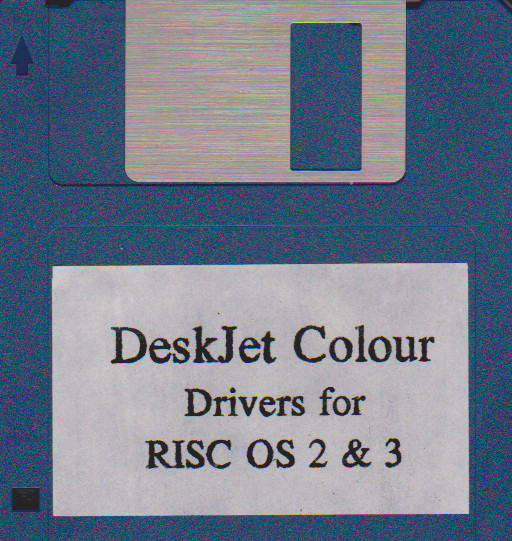 DeskJet Colour
Drivers for
RISC OS 2 & 3